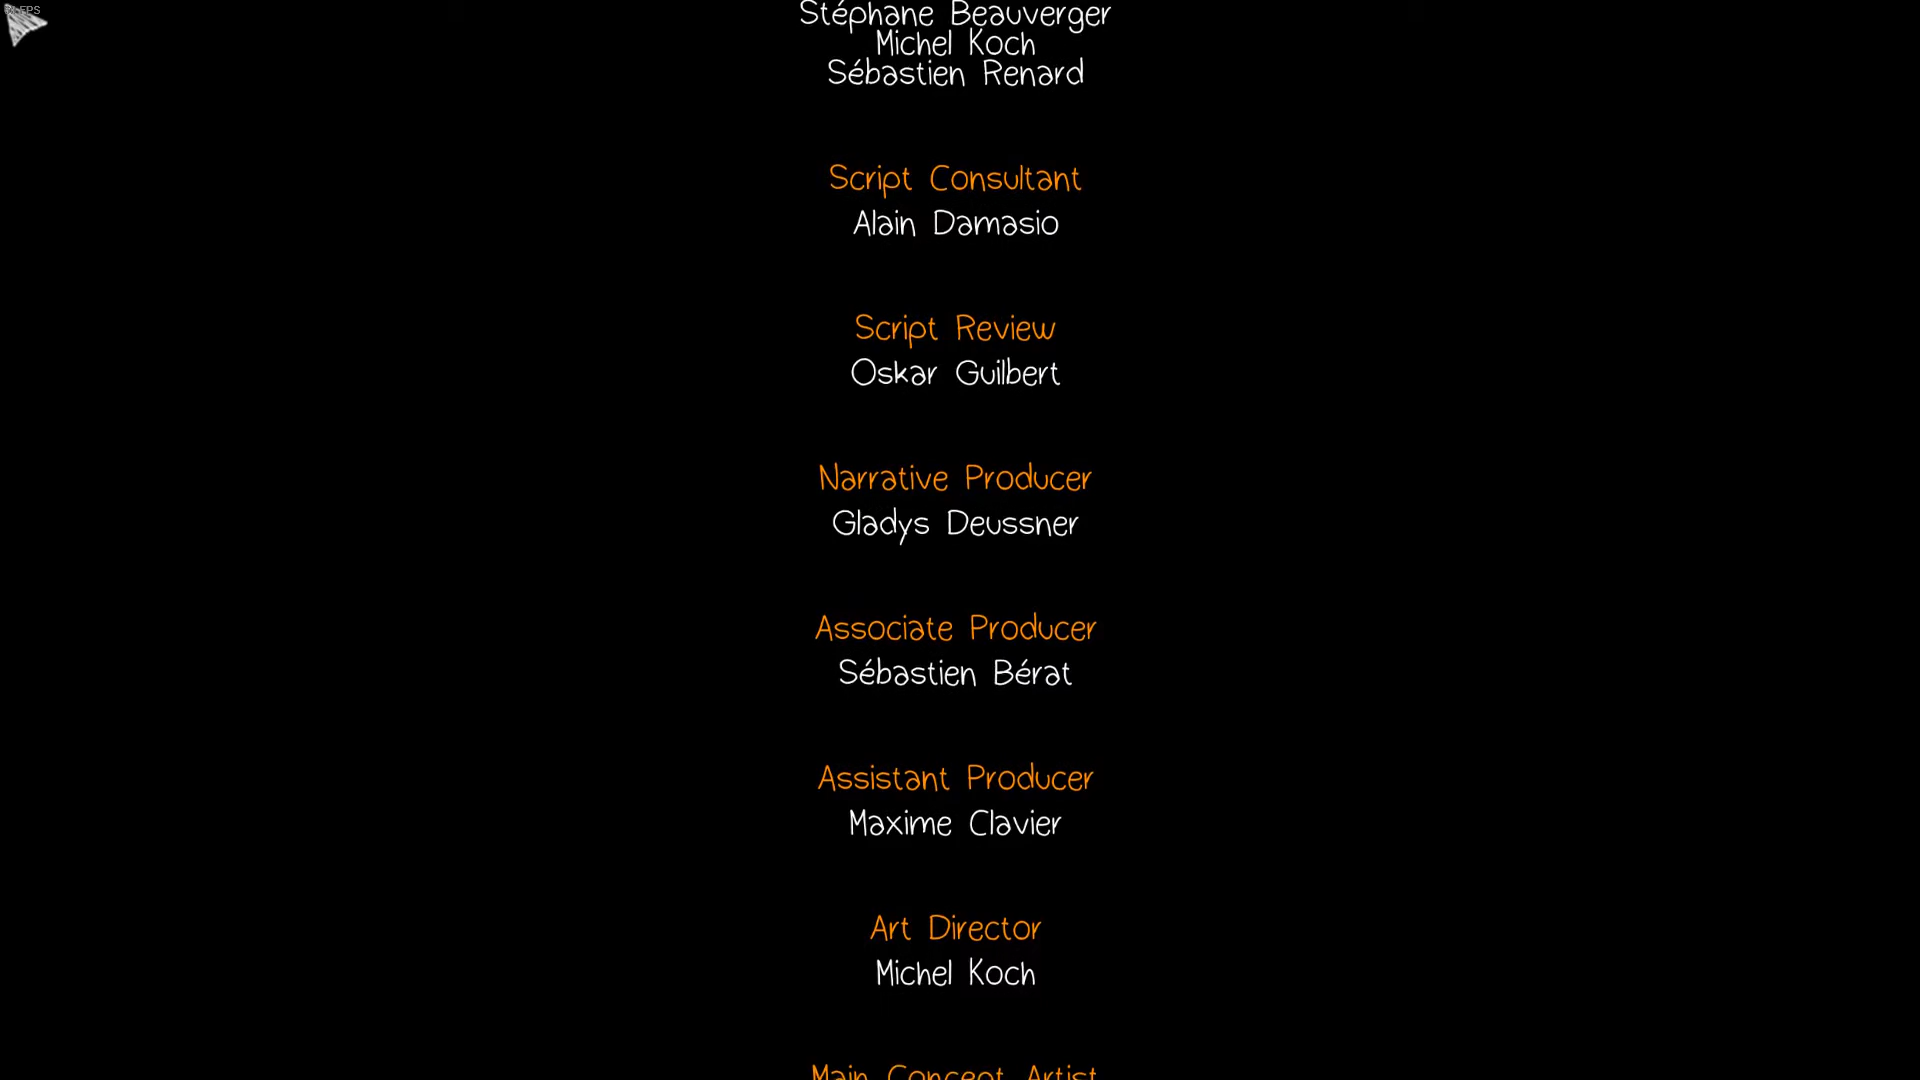 Stéphane Beauverger
Michel Koch
Sébastien Renard
Script Consultant
Alain Damasio
Script Review
Oskar Guilbert
Narrative Producer
Gladys Deussner
Associate Producer
Sébastien Bérat
Assistant Producer
Maxime Clavier
Art Director
Michel Koch
Main Concept Artist